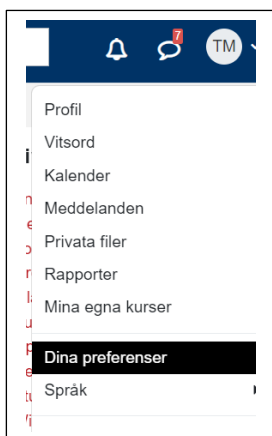 7
TM
Profil
Vitsord
Kalender
Meddelanden
Privata filer
Rapporter
Mina egna kurser
Dina preferenser
Språk